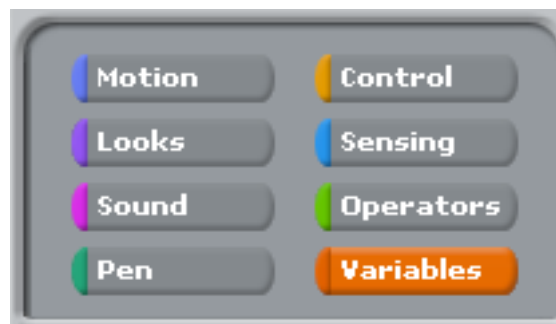 Motion
Control
Looks
Sensing
Sound
Operators
Pen
Variables